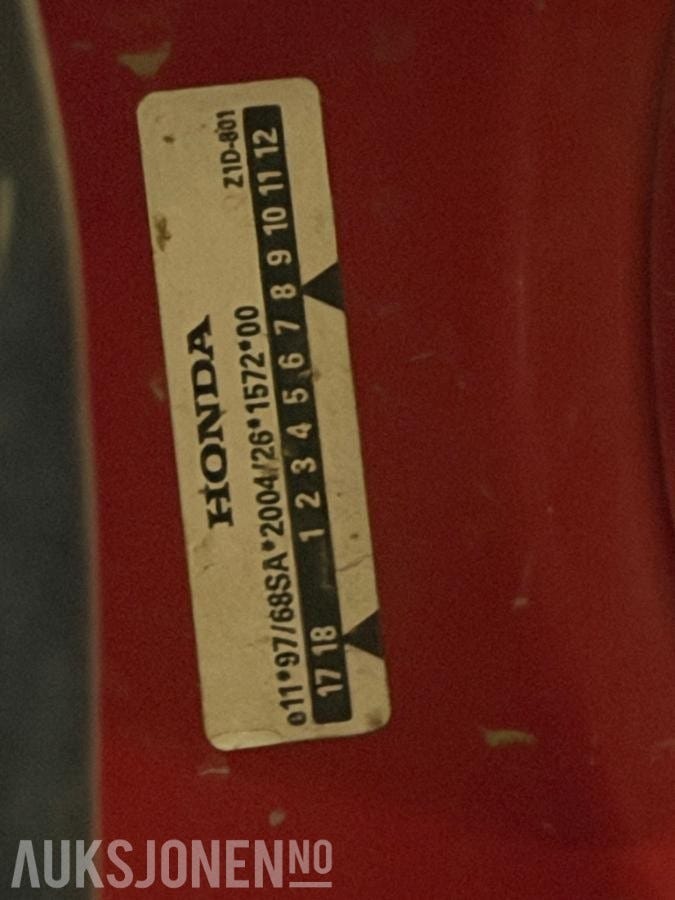 Z1D-801
HONDA
e11*97/68SA*2004/26*1572*00
17 18 1 2 3 4 5 6 7 8 9 10 11 12
AUKSJONEN NO